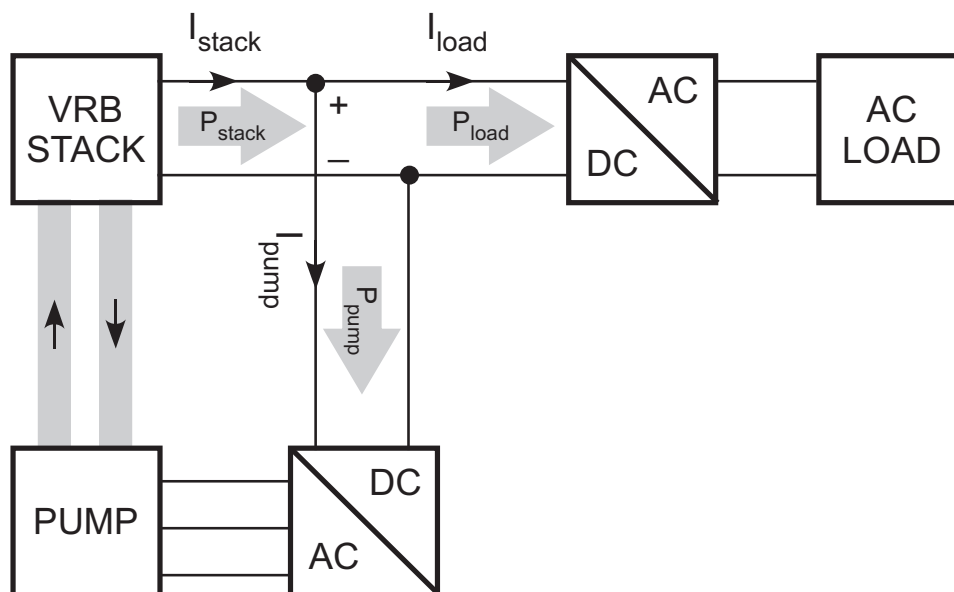 I_stack
I_load
VRB
STACK
P_stack
+
–
P_load
AC
DC
AC
LOAD
I_pump
P_pump
PUMP
DC
AC